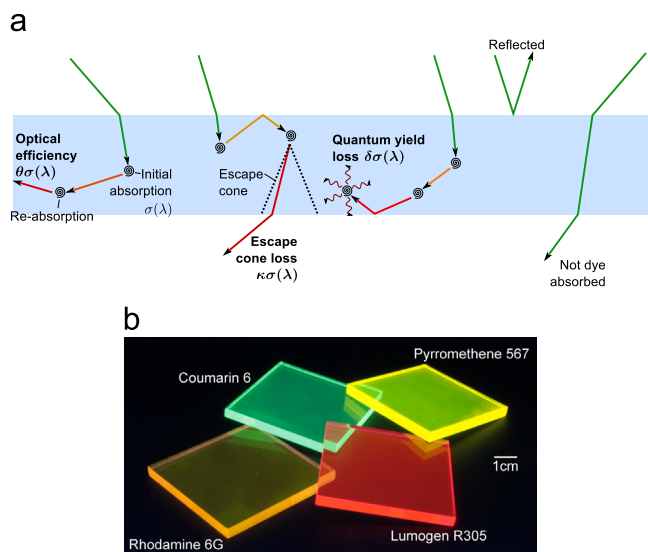 a
Reflected
Optical
efficiency
θσ(λ)
Initial
absorption
σ(λ)
Re-absorption
Escape
cone
Escape
cone loss
κσ(λ)
Quantum yield
loss δσ(λ)
Not dye
absorbed
b
Coumarin 6
Pyrromethene 567
1cm
Rhodamine 6G
Lumogen R305